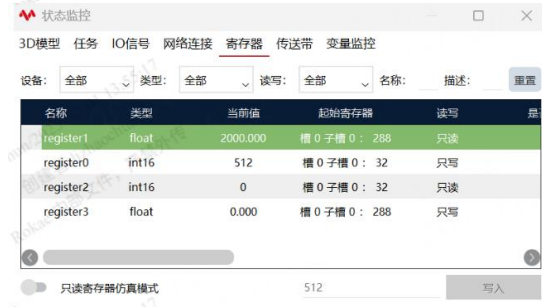 状态监控
3D模型 任务 IO信号 网络连接 寄存器 传送带 变量监控
设备： 全部 类型： 全部 读写： 全部 名称： 描述： 重置
名称 类型 当前值 起始寄存器 读写 是
register1 float 2000.000 槽 0 子槽 0 ： 288 只读
register0 int16 512 槽 0 子槽 0 ： 32 只写
register2 int16 0 槽 0 子槽 0 ： 32 只读
register3 float 0.000 槽 0 子槽 0 ： 288 只写
只读寄存器仿真模式 512 写入